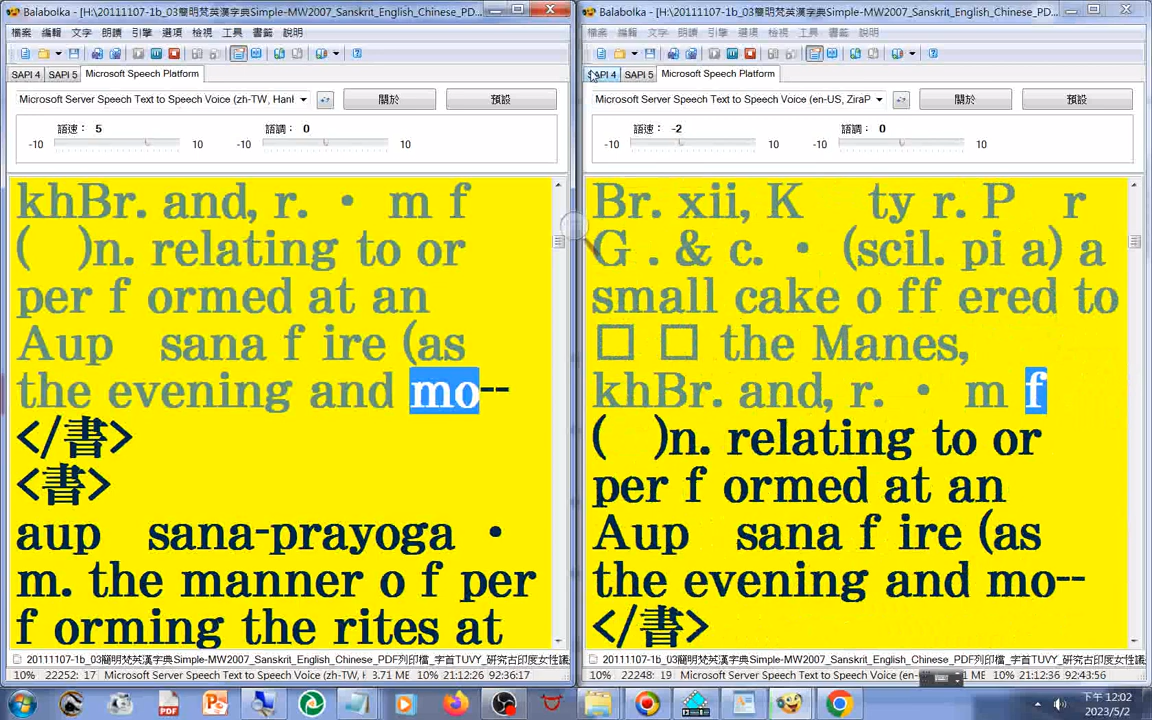 Balabolka - [H:\20111107-1b_03簡明梵英漢字典Simple-MW2007_Sanskrit_English_Chinese_PD...
檔案 編輯 文字 朗讀 引擎 選項 檢視 工具 書籤 說明
SAPI 4 SAPI 5 Microsoft Speech Platform
Microsoft Server Speech Text to Speech Voice (zh-TW, Hanl 關於 預設
語速: 5 語調: 0
-10 10 -10 10
khBr. and, r. • m f
( )n. relating to or
per f ormed at an
Aup sana f ire (as
the evening and mo--
</書>
<書>
aup sana-prayoga •
m. the manner o f per
f orming the rites at
20111107-1b_03簡明梵英漢字典Simple-MW2007_Sanskrit_English_Chinese_PDF列印檔_字首TUVY_研究古印度女性議
10% 22252: 17 Microsoft Server Speech Text to Speech Voice (zh-TW, H 3.71 ME 10% 21:12:26 92:36:17
Balabolka - [H:\20111107-1b_03簡明梵英漢字典Simple-MW2007_Sanskrit_English_Chinese_PD...
檔案 編輯 文字 朗讀 引擎 選項 檢視 工具 書籤 說明
SAPI 4 SAPI 5 Microsoft Speech Platform
Microsoft Server Speech Text to Speech Voice (en-US, ZiraP 關於 預設
語速: -2 語調: 0
-10 10 -10 10
Br. xii, K ty r. P r
G . & c. • (scil. pi a) a
small cake o ff ered to
□ □ the Manes,
khBr. and, r. • m f
( )n. relating to or
per f ormed at an
Aup sana f ire (as
the evening and mo--
</書>
20111107-1b_03簡明梵英漢字典Simple-MW2007_Sanskrit_English_Chinese_PDF列印檔_字首TUVY_研究古印度女性議
10% 22248: 19 Microsoft Server Speech Text to Speech Voice (en-U ME 10% 21:12:36 92:43:56
下午 12:02
2023/5/2